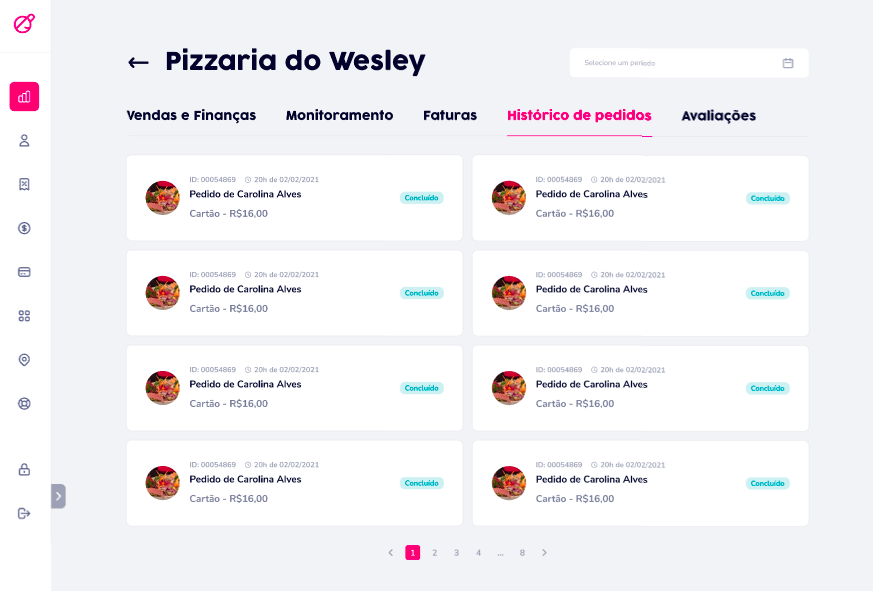 Pizzaria do Wesley
Selecione um período
Vendas e Finanças Monitoramento Faturas Histórico de pedidos Avaliações
ID: 00054869 20h de 02/02/2021
Pedido de Carolina Alves
Cartão - R$16,00
Concluído
ID: 00054869 20h de 02/02/2021
Pedido de Carolina Alves
Cartão - R$16,00
Concluído
ID: 00054869 20h de 02/02/2021
Pedido de Carolina Alves
Cartão - R$16,00
Concluído
ID: 00054869 20h de 02/02/2021
Pedido de Carolina Alves
Cartão - R$16,00
Concluído
ID: 00054869 20h de 02/02/2021
Pedido de Carolina Alves
Cartão - R$16,00
Concluído
ID: 00054869 20h de 02/02/2021
Pedido de Carolina Alves
Cartão - R$16,00
Concluído
ID: 00054869 20h de 02/02/2021
Pedido de Carolina Alves
Cartão - R$16,00
Concluído
ID: 00054869 20h de 02/02/2021
Pedido de Carolina Alves
Cartão - R$16,00
Concluído
1 2 3 4 ... 8